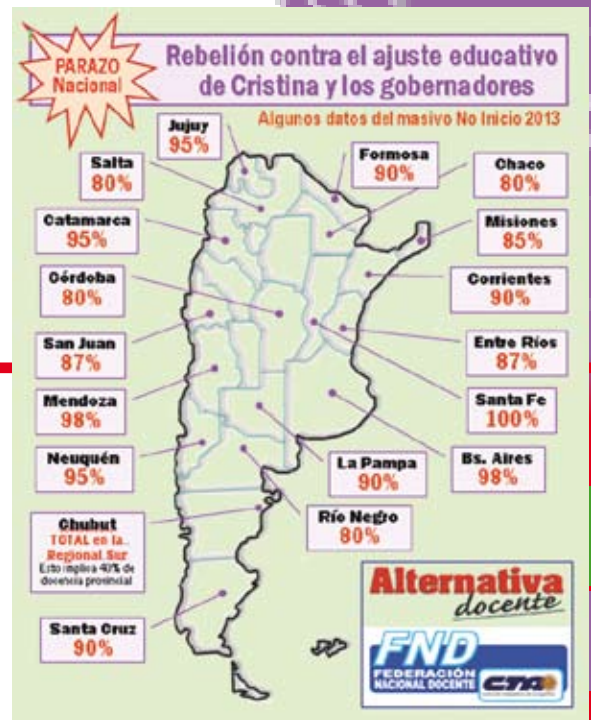 PARAZO
Nacional
Rebelión contra el ajuste educativo
de Cristina y los gobernadores
Algunos datos del masivo No Inicio 2013
Jujuy
95%
Salta
80%
Formosa
90%
Chaco
80%
Catamarca
95%
Misiones
85%
Córdoba
80%
Corrientes
90%
San Juan
87%
Entre Ríos
87%
Mendoza
98%
Santa Fe
100%
Neuquén
95%
La Pampa
90%
Bs. Aires
98%
Chubut
TOTAL en la
Regional Sur
Esto implica 40% de
docencia provincial
Río Negro
80%
Santa Cruz
90%
Alternativa
docente
FND
FEDERACIÓN
NACIONAL DOCENTE
CTA